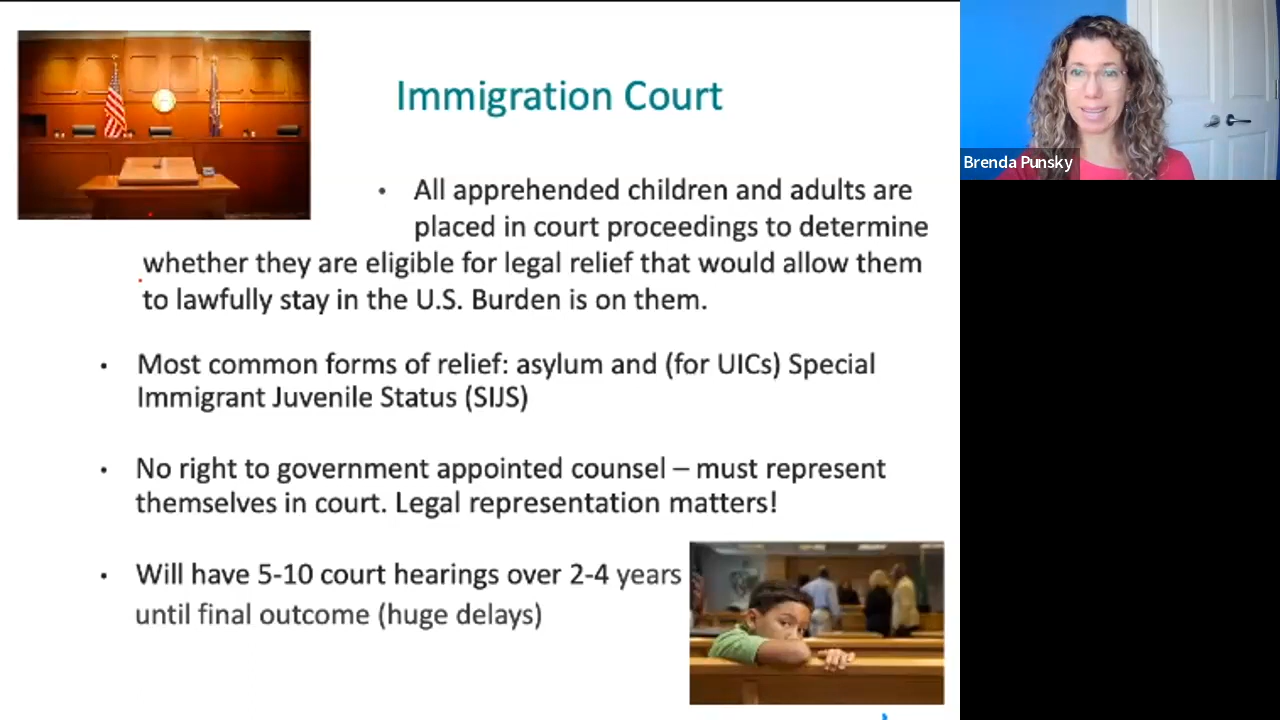 Immigration Court
• All apprehended children and adults are
placed in court proceedings to determine
whether they are eligible for legal relief that would allow them
to lawfully stay in the U.S. Burden is on them.
• Most common forms of relief: asylum and (for UICs) Special
Immigrant Juvenile Status (SIJS)
• No right to government appointed counsel – must represent
themselves in court. Legal representation matters!
• Will have 5-10 court hearings over 2-4 years
until final outcome (huge delays)
Brenda Punsky